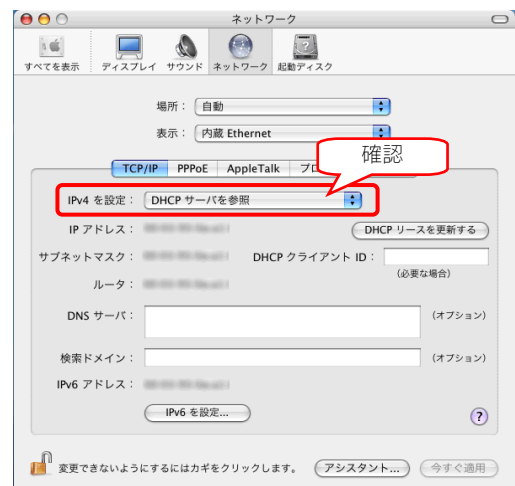 ネットワーク
すべてを表示 ディスプレイ サウンド ネットワーク 起動ディスク
場所： 自動
表示： 内蔵 Ethernet
確認
TCP/IP PPPoE AppleTalk
IPv4 を設定： DHCP サーバを参照
IP アドレス： DHCP リースを更新する
サブネットマスク： DHCP クライアント ID：
(必要な場合)
ルータ：
DNS サーバ： (オプション)
検索ドメイン： (オプション)
IPv6 アドレス：
IPv6 を設定... ?
変更できないようにするにはカギをクリックします。 アシスタント... 今すぐ適用